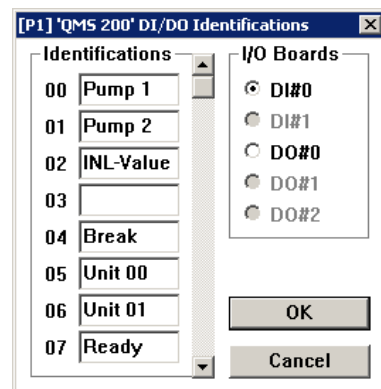 [P1] 'QMS 200' DI/DO Identifications
Identifications
00 Pump 1
01 Pump 2
02 INL-Value
03
04 Break
05 Unit 00
06 Unit 01
07 Ready
I/O Boards
DI#0
DI#1
DO#0
DO#1
DO#2
OK
Cancel